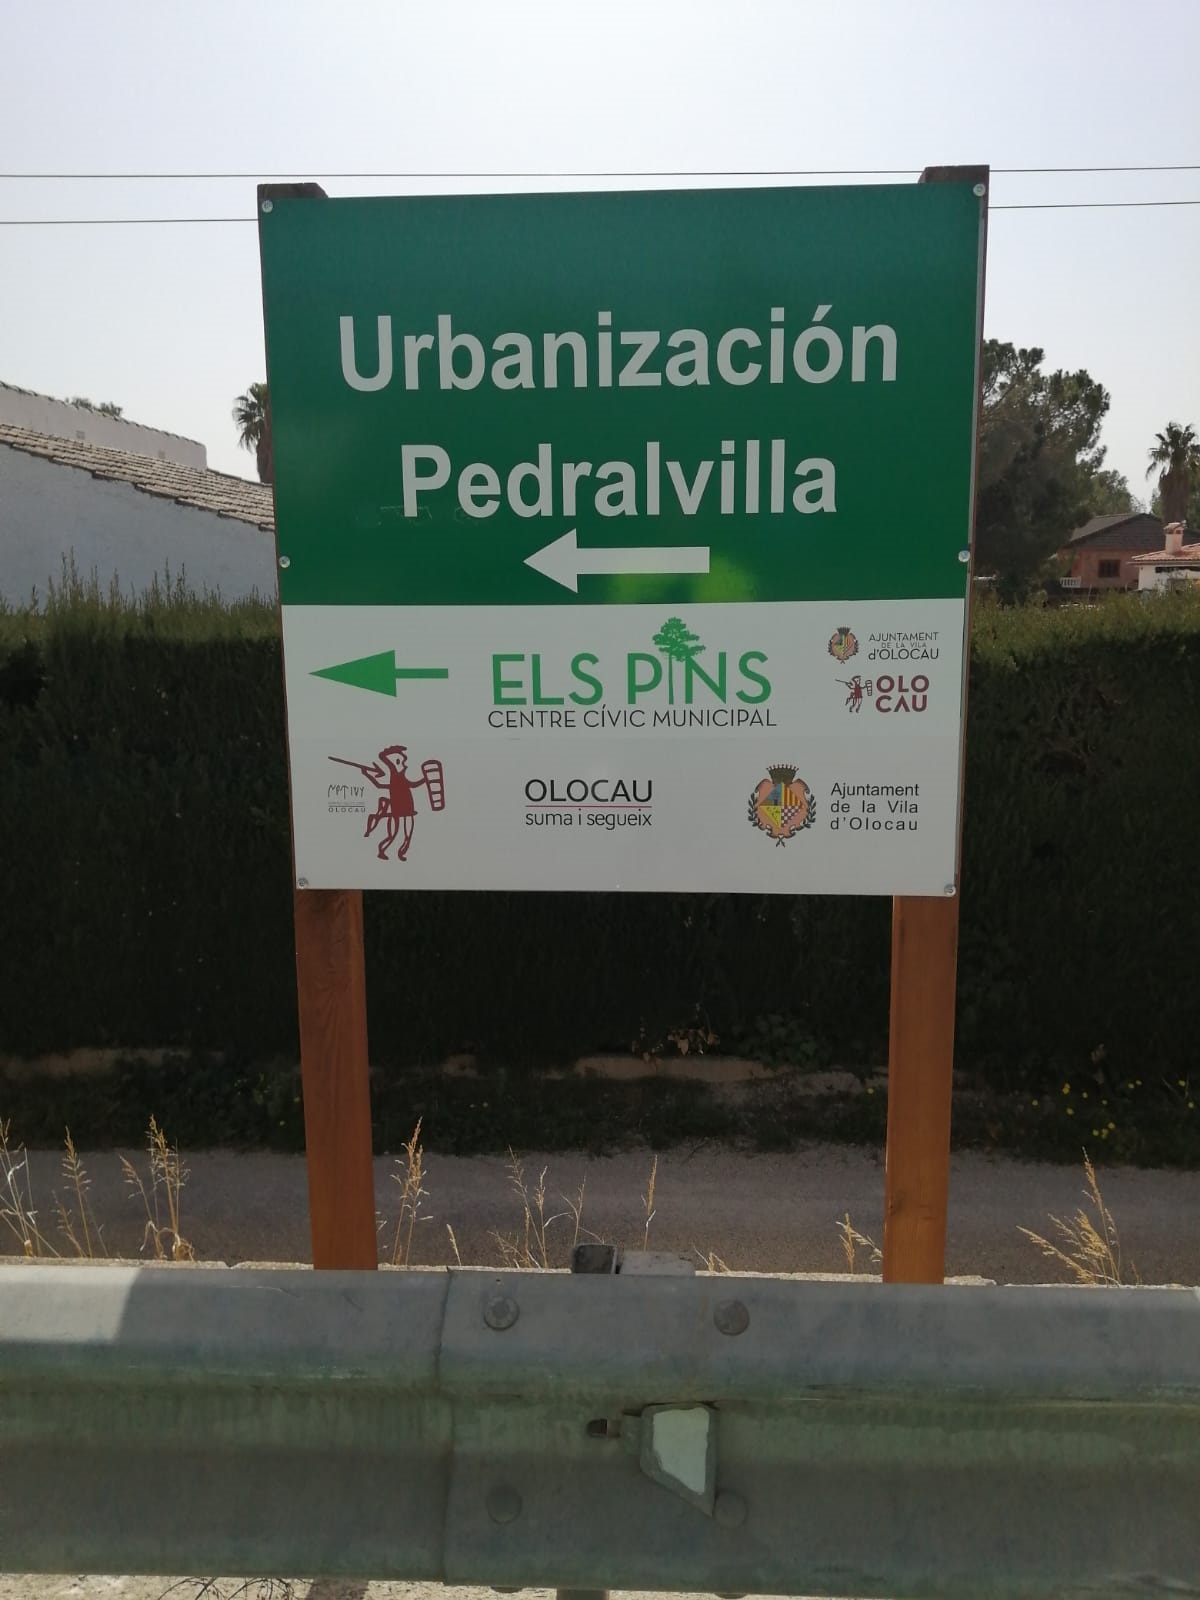 Urbanización
Pedralvilla
ELS PINS
CENTRE CÍVIC MUNICIPAL
AJUNTAMENT
DE LA VILA
d'OLOCAU
OLO
CAU
OLOCAU
OLOCAU
suma i segueix
Ajuntament
de la Vila
d'Olocau